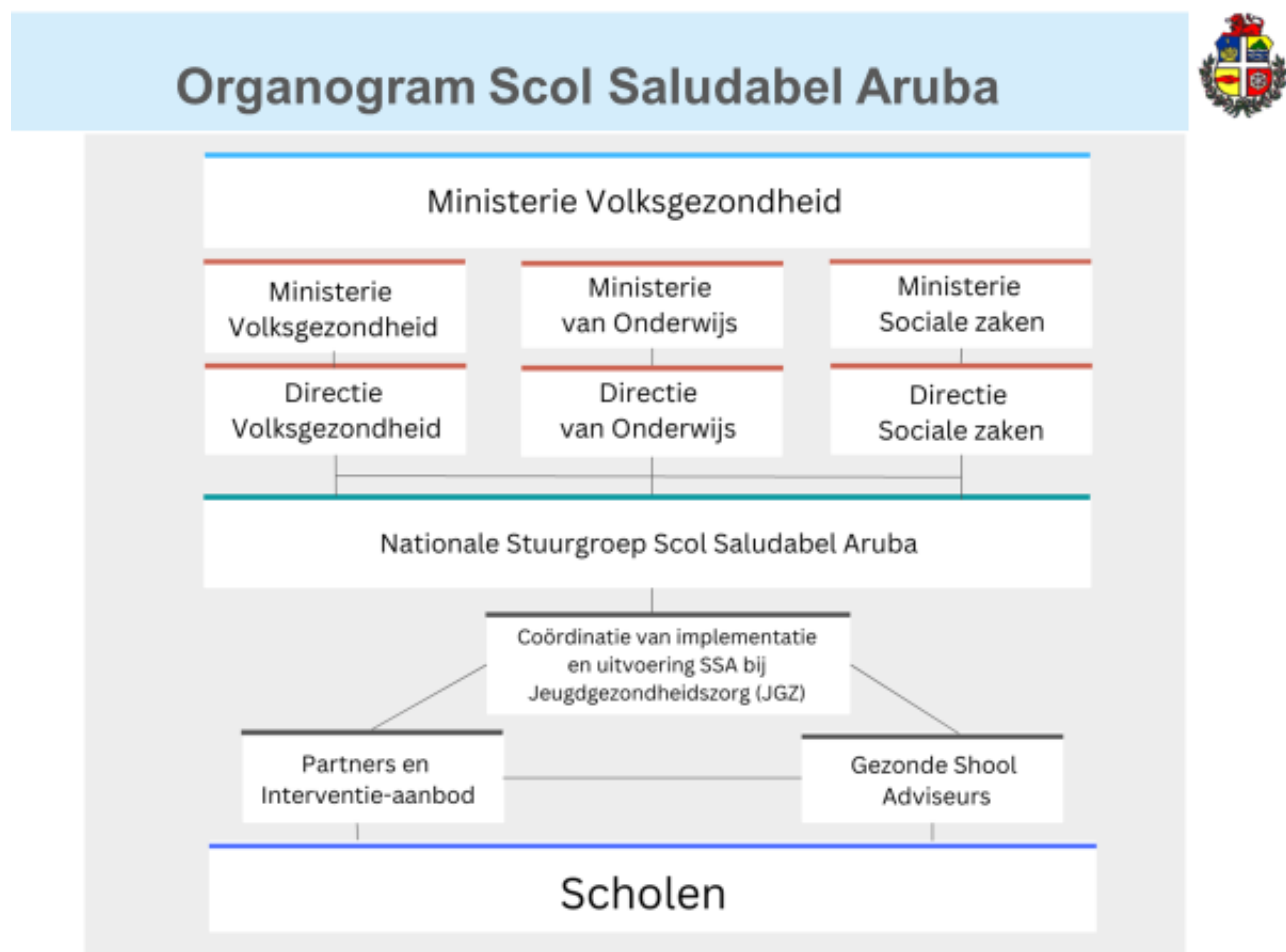 Organogram Scol Saludabel Aruba
Ministerie Volksgezondheid
Ministerie
Volksgezondheid
Ministerie
van Onderwijs
Ministerie
Sociale zaken
Directie
Volksgezondheid
Directie
van Onderwijs
Directie
Sociale zaken
Nationale Stuurgroep Scol Saludabel Aruba
Coördinatie van implementatie
en uitvoering SSA bij
Jeugdgezondheidszorg (JGZ)
Partners en
Interventie-aanbod
Gezonde Shool
Adviseurs
Scholen